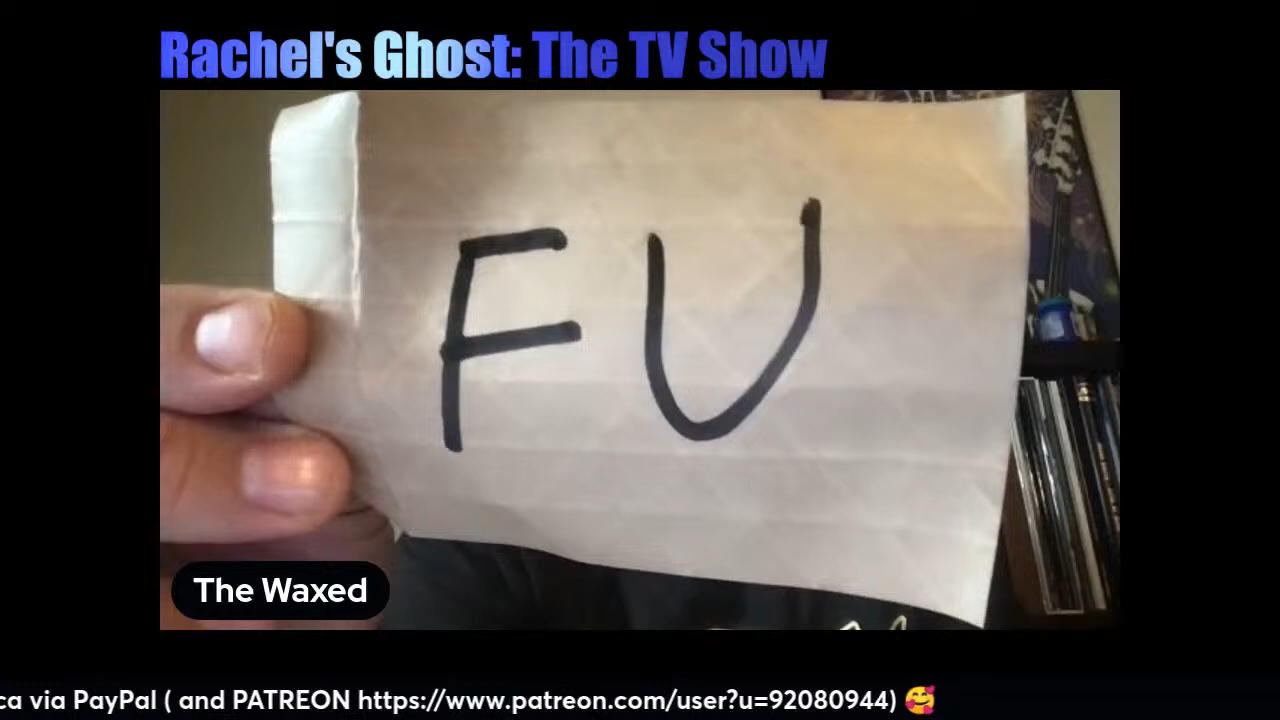 Rachel's Ghost: The TV Show
FU
The Waxed
ca via PayPal ( and PATREON https://www.patreon.com/user?u=92080944) 🥰